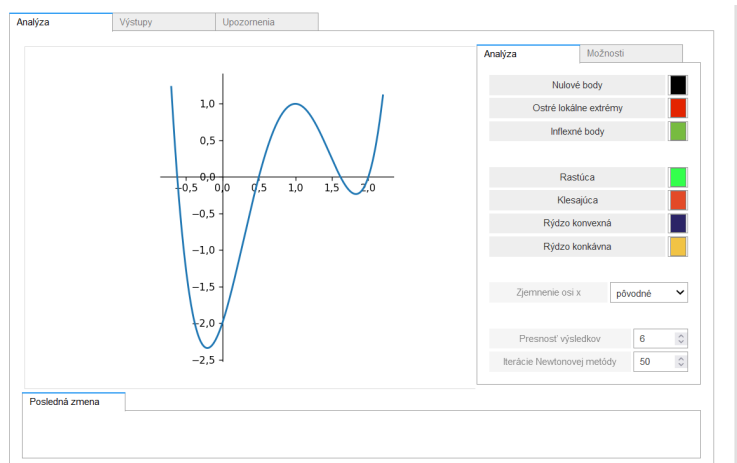 Analýza
Výstupy
Upozornenia
1,0
0,5
0,0
−0,5
−1,0
−1,5
−2,0
−2,5
−0,5
0,0
0,5
1,0
1,5
2,0
Analýza
Možnosti
Nulové body
Ostré lokálne extrémy
Inflexné body
Rastúca
Klesajúca
Rýdzo konvexná
Rýdzo konkávna
Zjemnenie osi x pôvodné
Presnosť výsledkov 6
Iterácie Newtonovej metódy 50
Posledná zmena